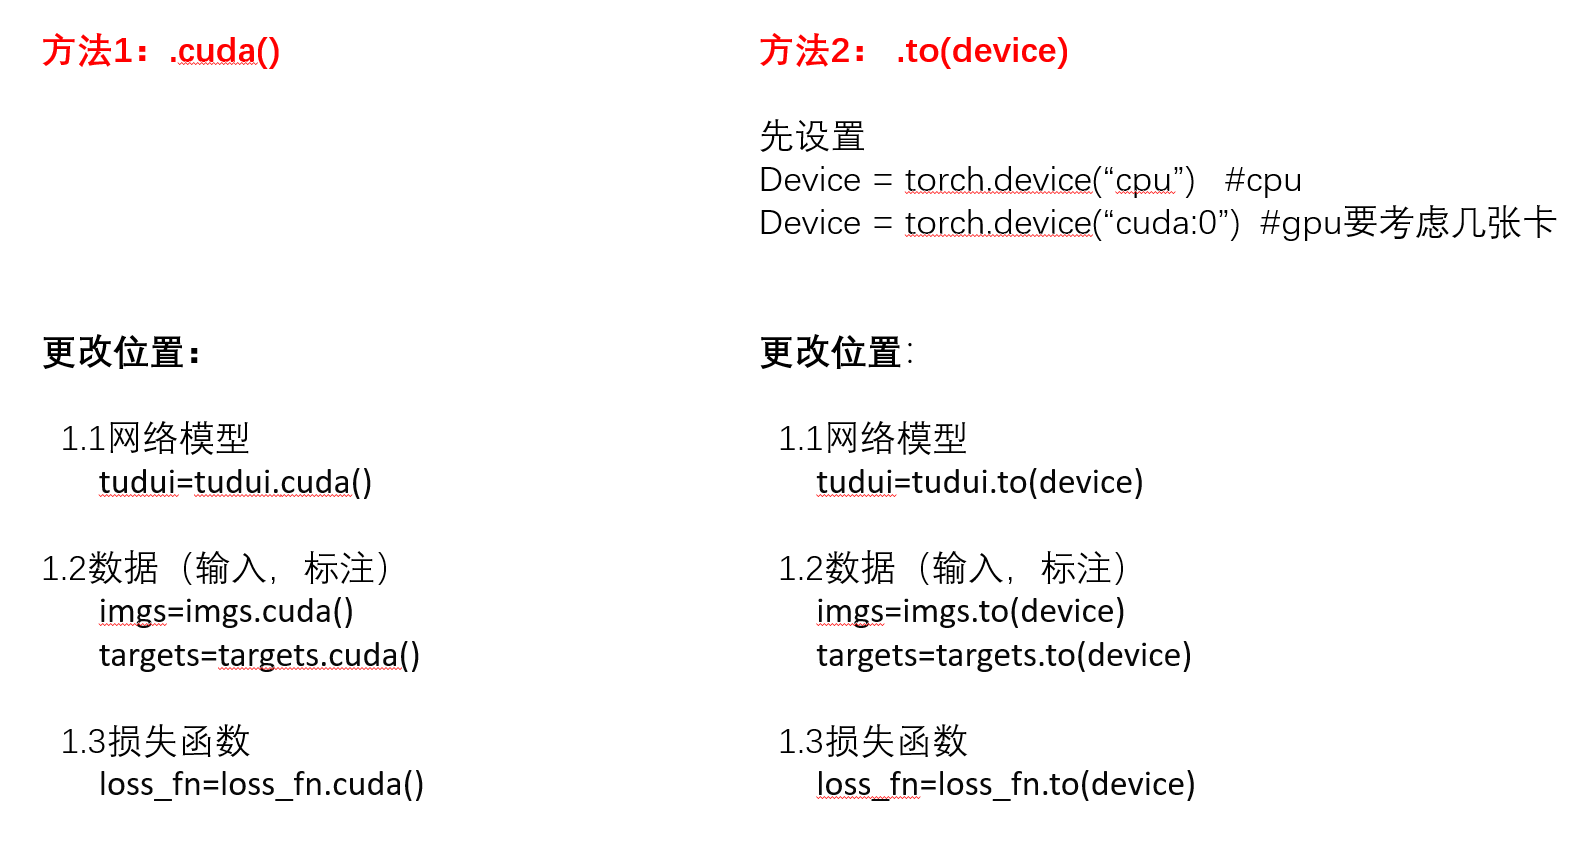 方法1：.cuda()
更改位置：
1.1网络模型
tudui=tudui.cuda()
1.2数据（输入，标注）
imgs=imgs.cuda()
targets=targets.cuda()
1.3损失函数
loss_fn=loss_fn.cuda()
方法2： .to(device)
先设置
Device = torch.device(“cpu”) #cpu
Device = torch.device(“cuda:0”) #gpu要考虑几张卡
更改位置：
1.1网络模型
tudui=tudui.to(device)
1.2数据（输入，标注）
imgs=imgs.to(device)
targets=targets.to(device)
1.3损失函数
loss_fn=loss_fn.to(device)